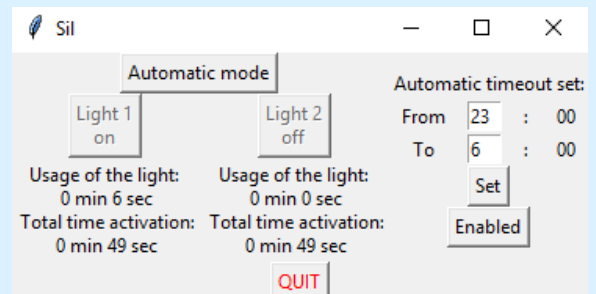 Sil
Automatic mode
Light 1
on
Light 2
off
Usage of the light:
0 min 6 sec
Total time activation:
0 min 49 sec
Usage of the light:
0 min 0 sec
Total time activation:
0 min 49 sec
QUIT
Automatic timeout set:
From 23 : 00
To 6 : 00
Set
Enabled